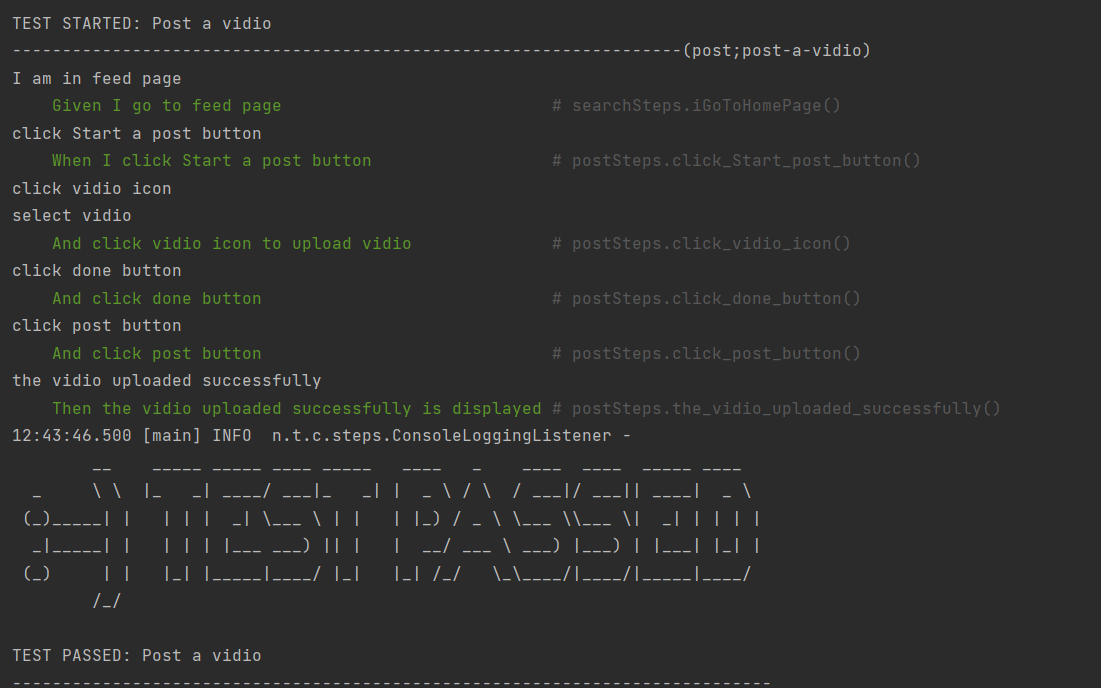 TEST STARTED: Post a vidio
-------------------------------------------------------------------(post;post-a-vidio)
I am in feed page
    Given I go to feed page                           # searchSteps.iGoToHomePage()
click Start a post button
    When I click Start a post button                  # postSteps.click_Start_post_button()
click vidio icon
select vidio
    And click vidio icon to upload vidio              # postSteps.click_vidio_icon()
click done button
    And click done button                             # postSteps.click_done_button()
click post button
    And click post button                             # postSteps.click_post_button()
the vidio uploaded successfully
    Then the vidio uploaded successfully is displayed # postSteps.the_vidio_uploaded_successfully()
12:43:46.500 [main] INFO  n.t.c.steps.ConsoleLoggingListener -
:-) TEST PASSED
TEST PASSED: Post a vidio
----------------------------------------------------------------------------